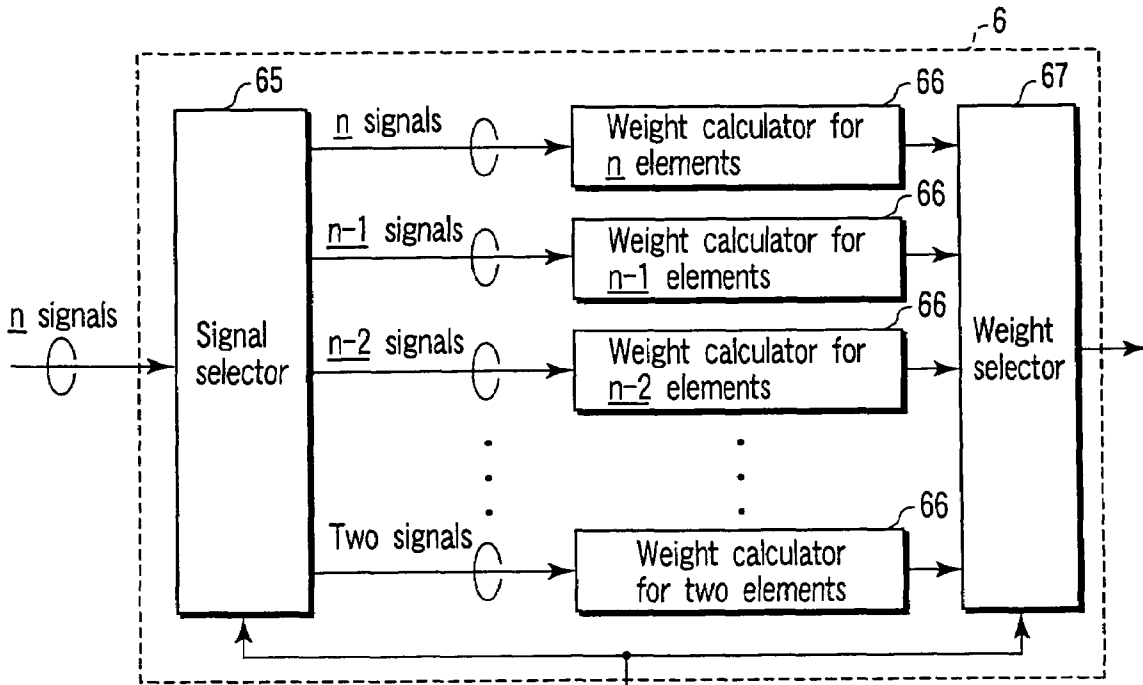 6
65
66
67
n signals
Weight calculator for
n elements
66
n-1 signals
Weight calculator for
n-1 elements
66
n signals
Signal
selector
n-2 signals
Weight calculator for
n-2 elements
Weight
selector
66
Two signals
Weight calculator
for two elements